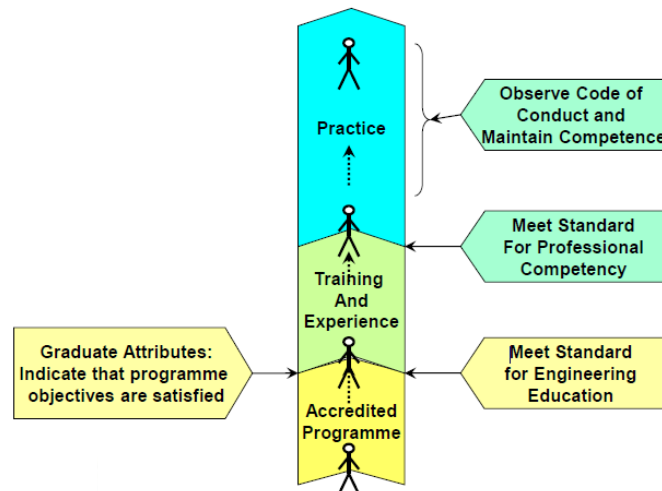 Observe Code of
Conduct and
Maintain Competence
Practice
Meet Standard
For Professional
Competency
Training
And
Experience
Graduate Attributes:
Indicate that programme
objectives are satisfied
Meet Standard
for Engineering
Education
Accredited
Programme